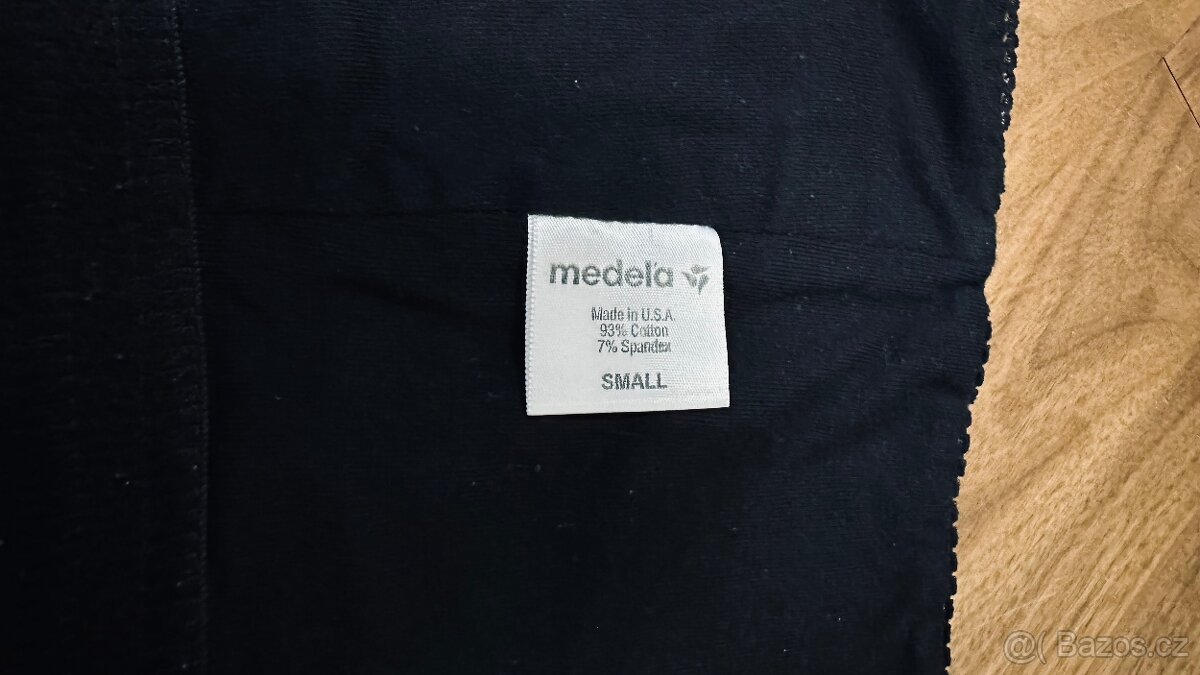 medela
Made in U.S.A.
93% Cotton
7% Spandex
SMALL
@( Bazos.cz